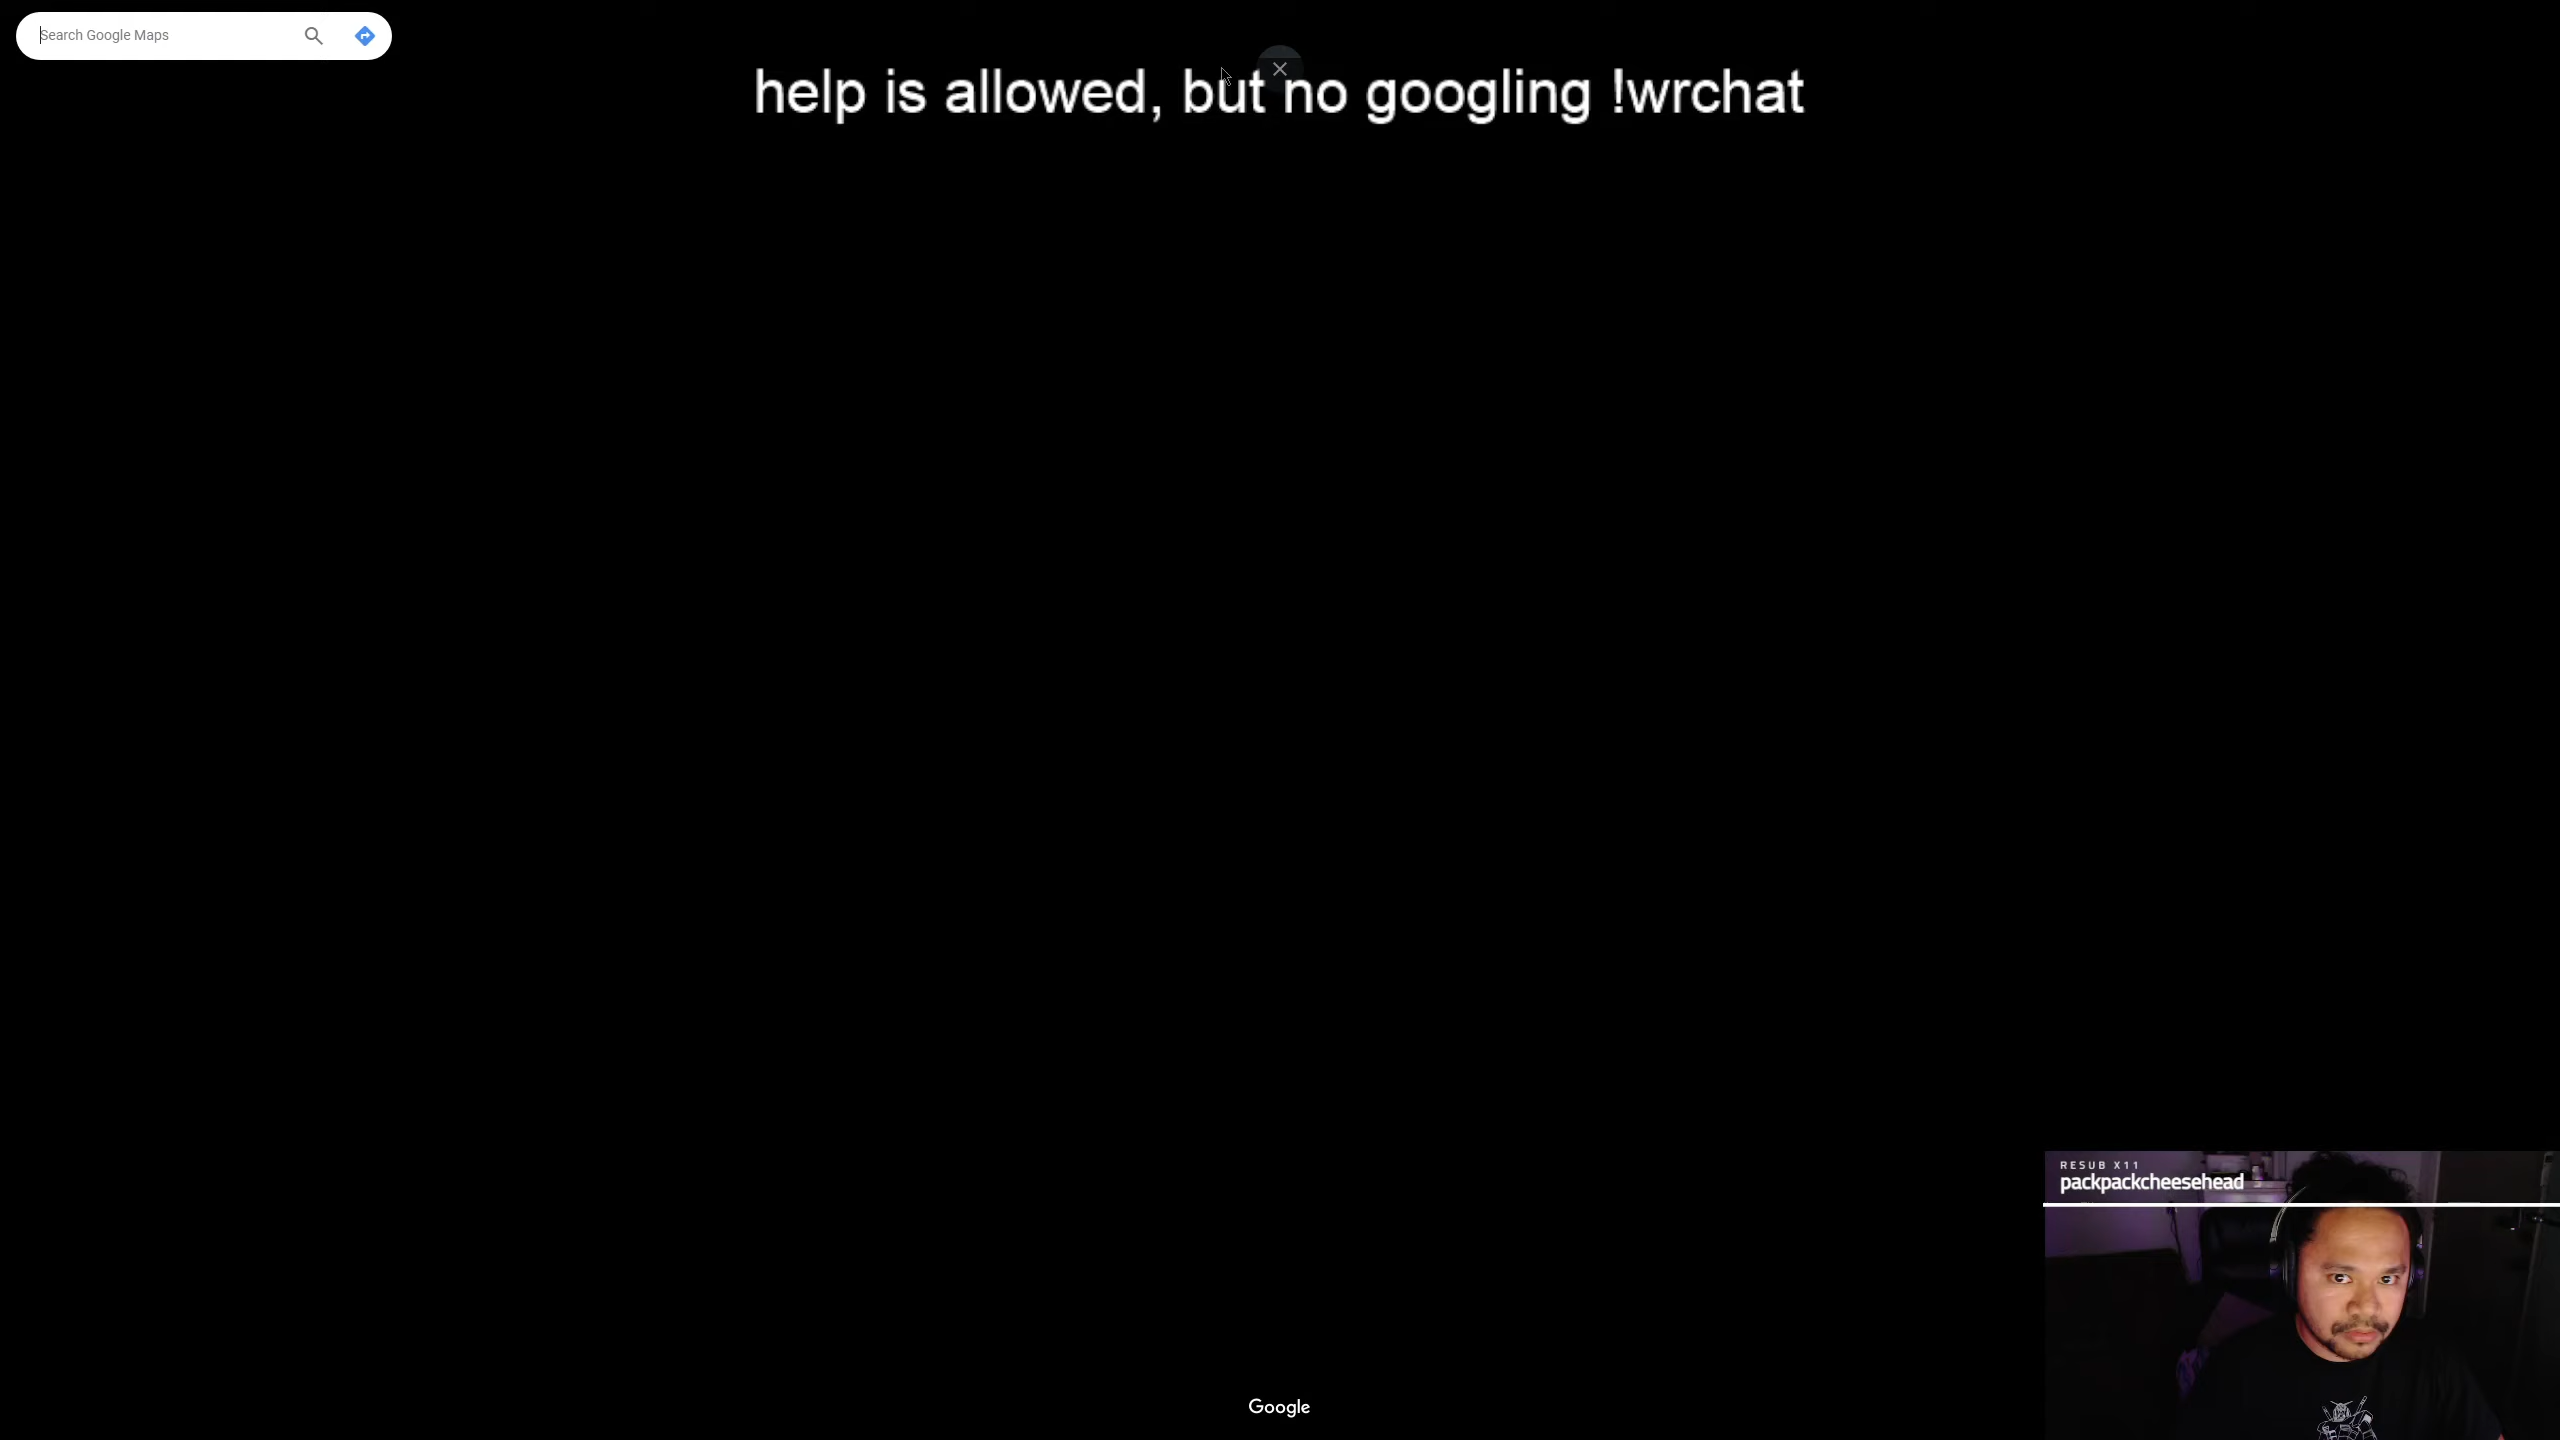 Search Google Maps
help is allowed, but no googling !wrchat
RESUB X11
packpackcheesehead
Google